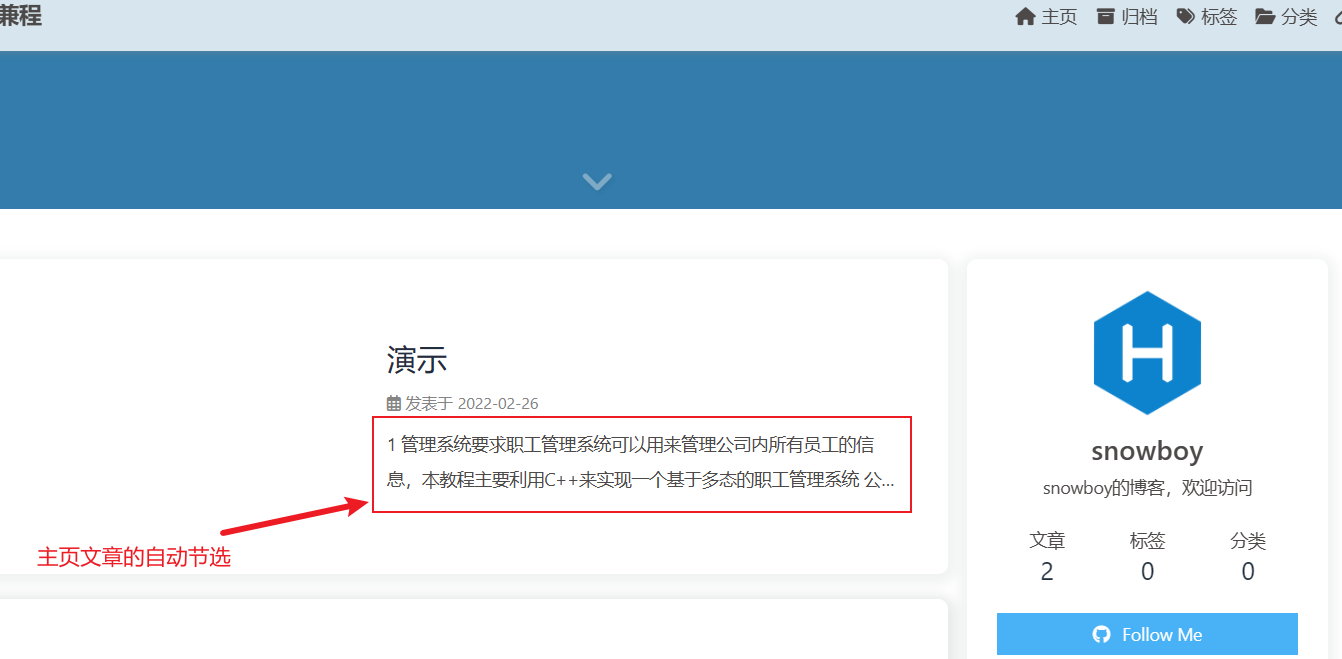 兼程
主页 归档 标签 分类
演示
发表于 2022-02-26
1 管理系统要求职工管理系统可以用来管理公司内所有员工的信
息，本教程主要利用C++来实现一个基于多态的职工管理系统 公...
主页文章的自动节选
snowboy
snowboy的博客，欢迎访问
文章 标签 分类
2 0 0
Follow Me